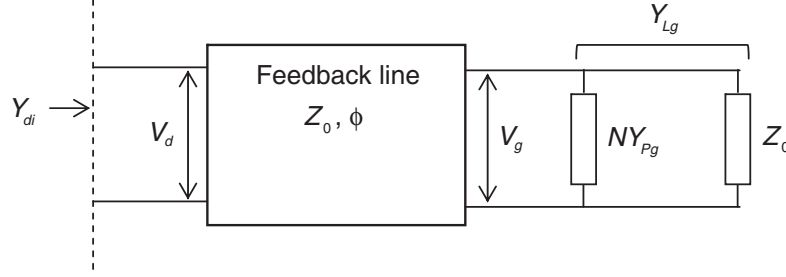 Y_Lg
Feedback line
Z_0, ϕ
Y_di
V_d
V_g
NY_Pg
Z_0